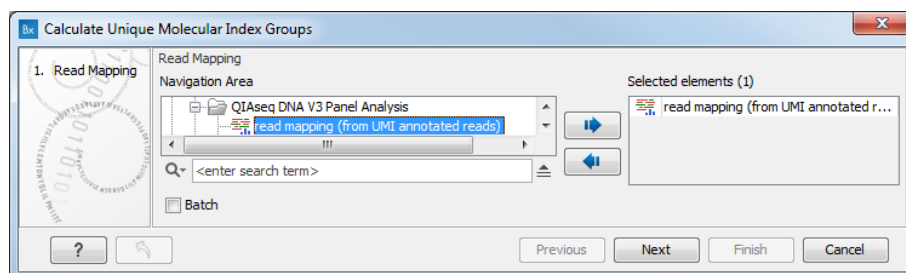 Bx Calculate Unique Molecular Index Groups
1. Read Mapping
Read Mapping
Navigation Area
QIAseq DNA V3 Panel Analysis
read mapping (from UMI annotated reads)
<enter search term>
Batch
Selected elements (1)
read mapping (from UMI annotated r...
?
Previous
Next
Finish
Cancel